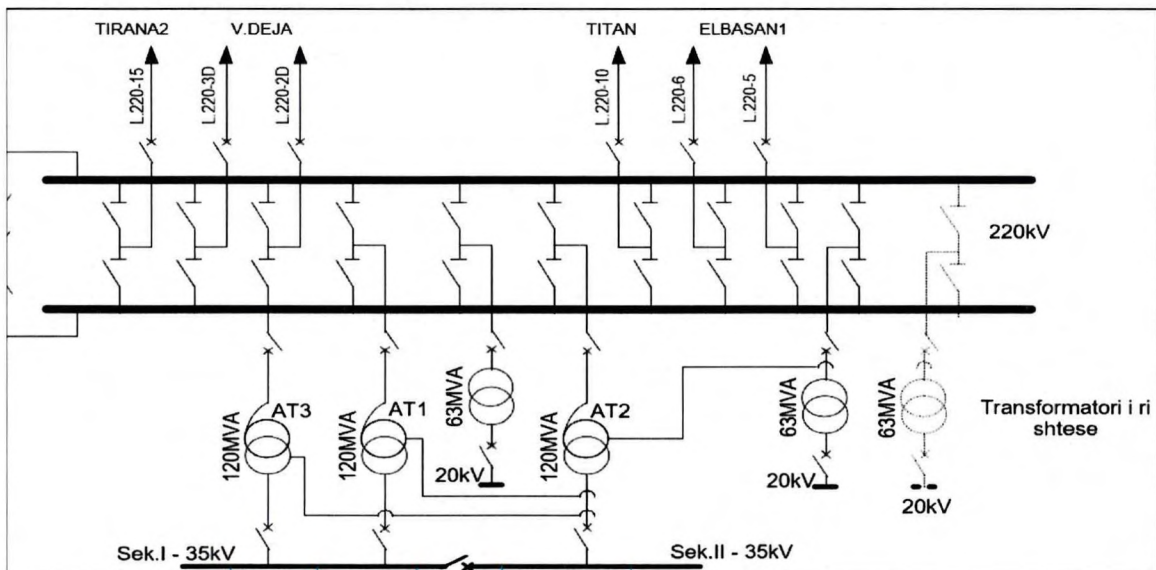 TIRANA2 V.DEJA TITAN ELBASAN1
L.220-15 L.220-3D L.220-2D L.220-10 L.220-6 L.220-5
220kV
63MVA
63MVA
63MVA
Transformatori i ri
shtese
AT3 AT1 AT2
120MVA
120MVA
120MVA
20kV
20kV
20kV
Sek.I - 35kV Sek.II - 35kV